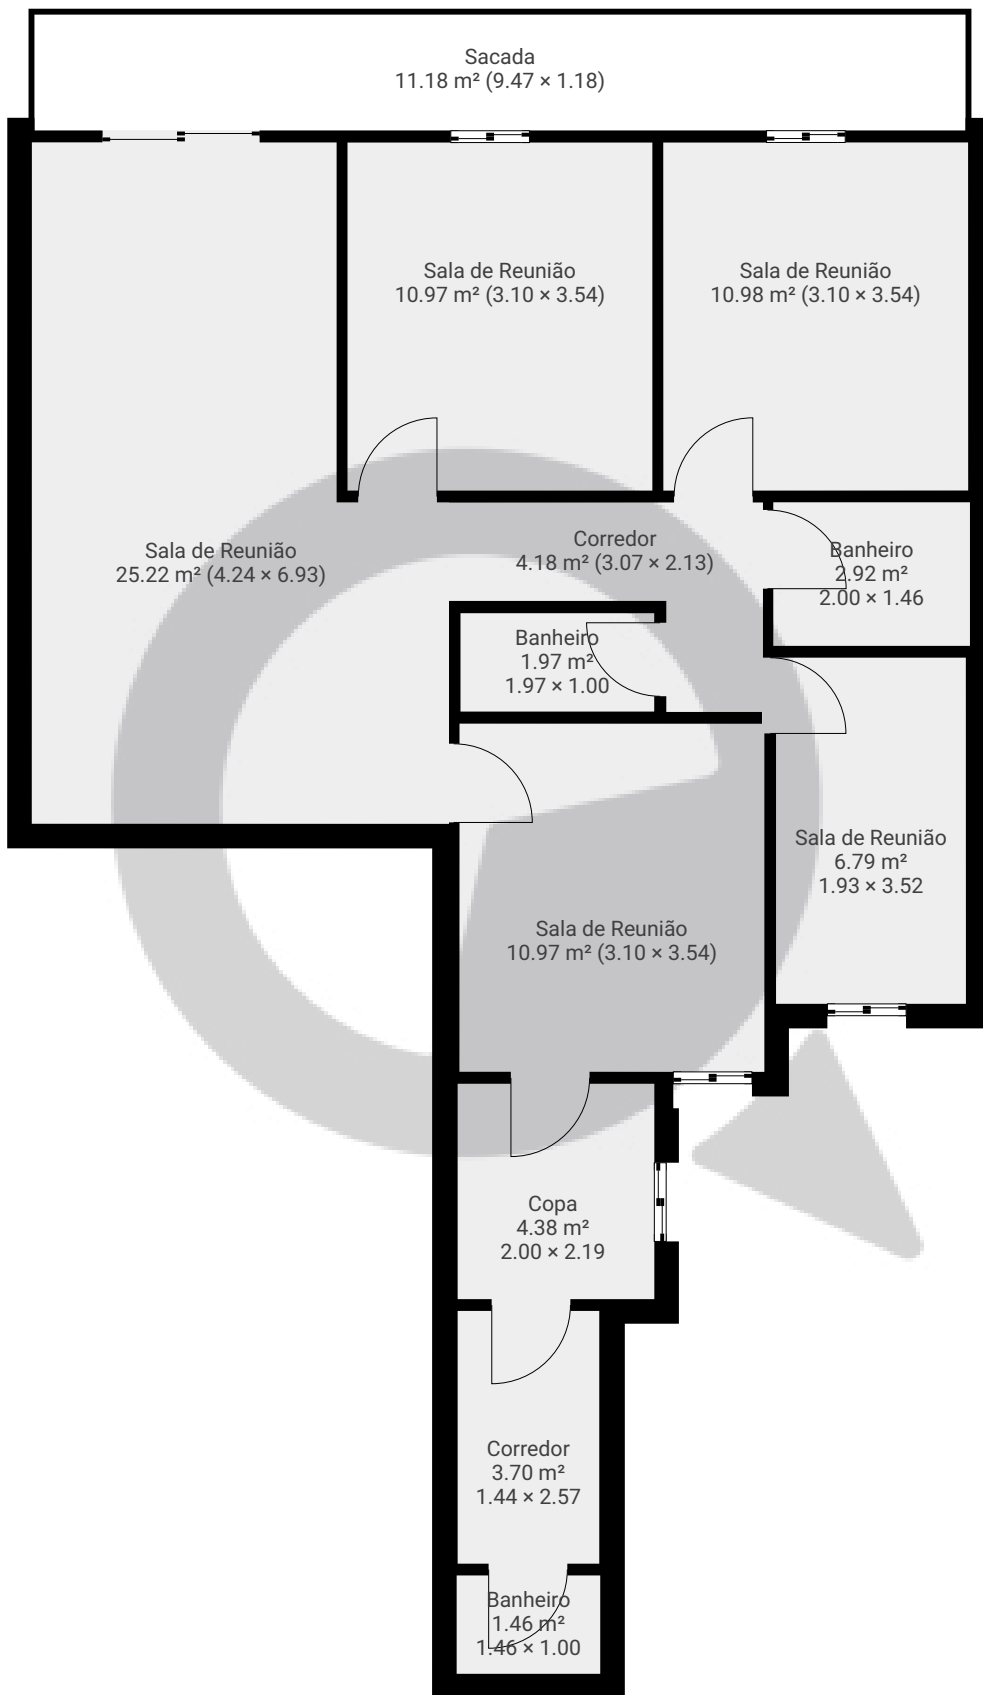 Sacada
11.18 m² (9.47 × 1.18)
Sala de Reunião
10.97 m² (3.10 × 3.54)
Sala de Reunião
10.98 m² (3.10 × 3.54)
Sala de Reunião
25.22 m² (4.24 × 6.93)
Corredor
4.18 m² (3.07 × 2.13)
Banheiro
2.92 m²
2.00 × 1.46
Banheiro
1.97 m²
1.97 × 1.00
Sala de Reunião
6.79 m²
1.93 × 3.52
Sala de Reunião
10.97 m² (3.10 × 3.54)
Copa
4.38 m²
2.00 × 2.19
Corredor
3.70 m²
1.44 × 2.57
Banheiro
1.46 m²
1.46 × 1.00